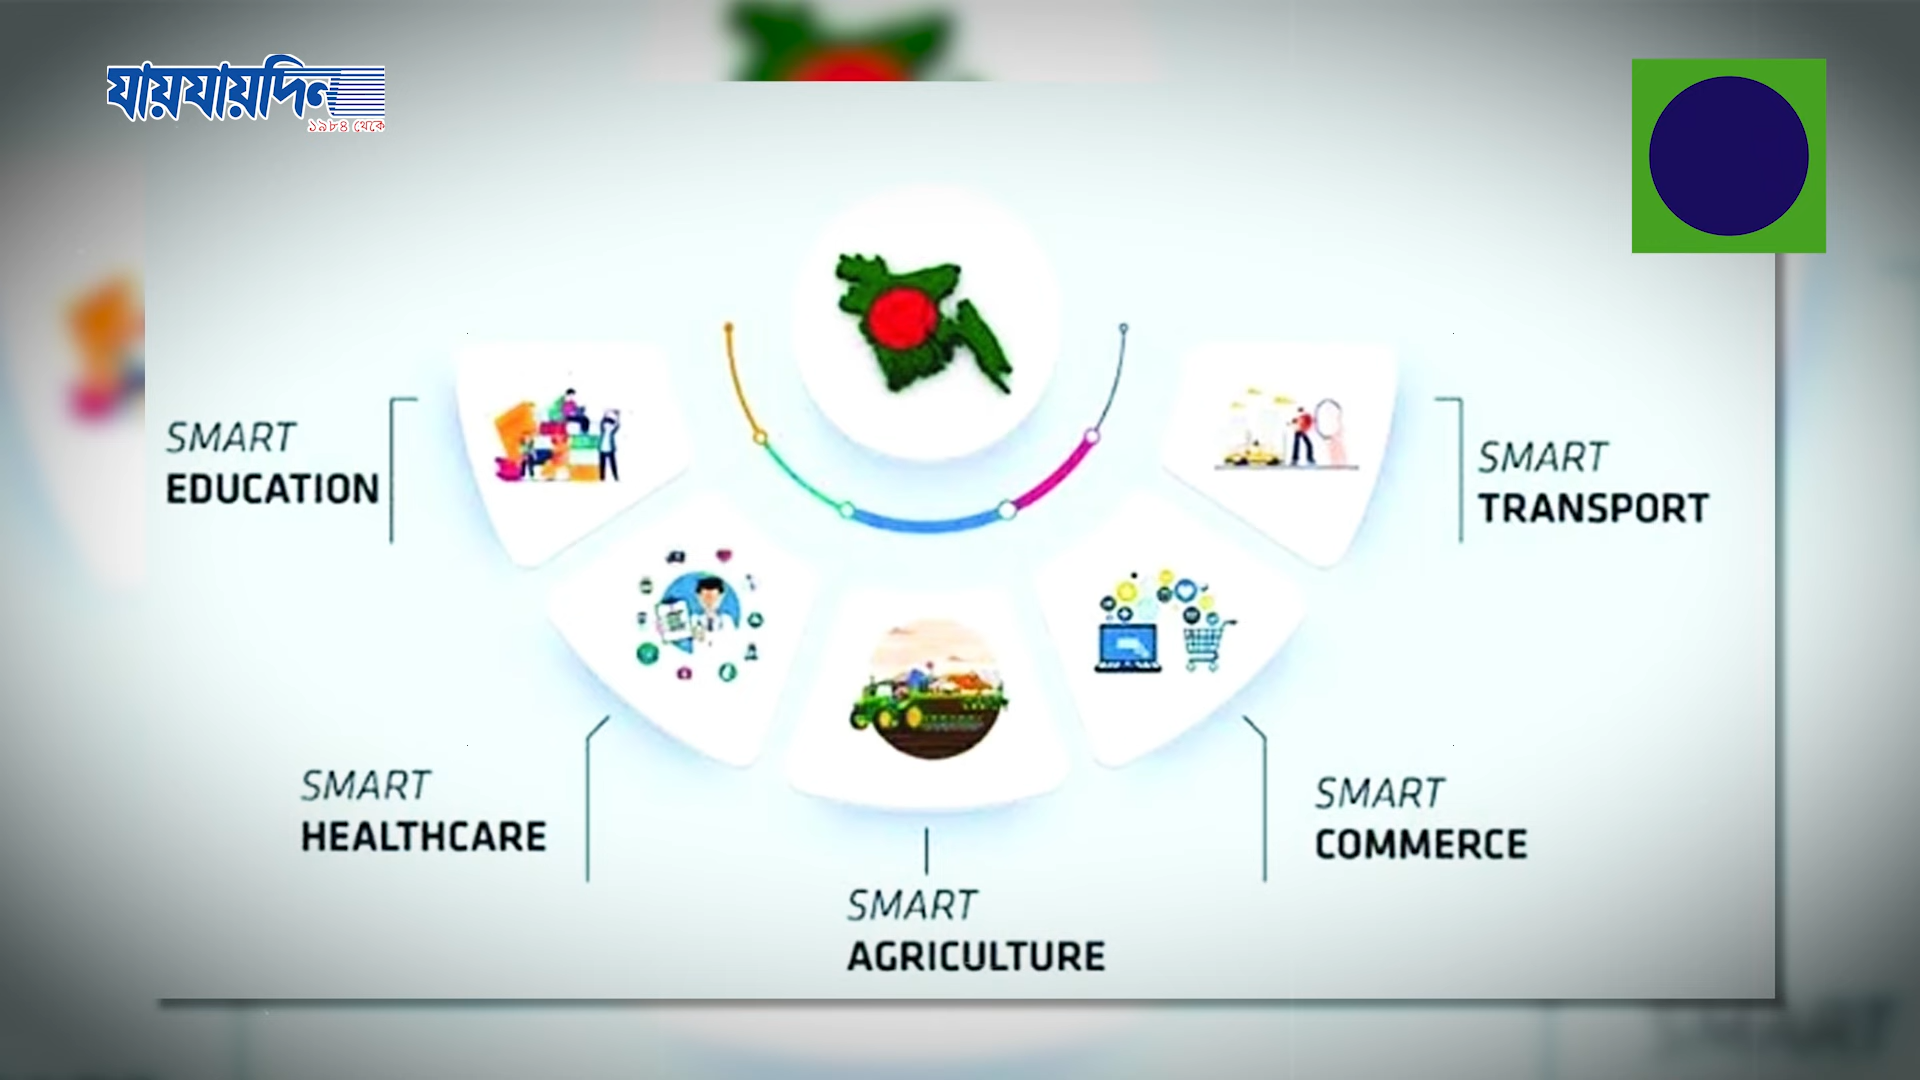 যায়যায়দিন
১৯৮৪ থেকে
SMART
EDUCATION
SMART
TRANSPORT
SMART
HEALTHCARE
SMART
COMMERCE
SMART
AGRICULTURE